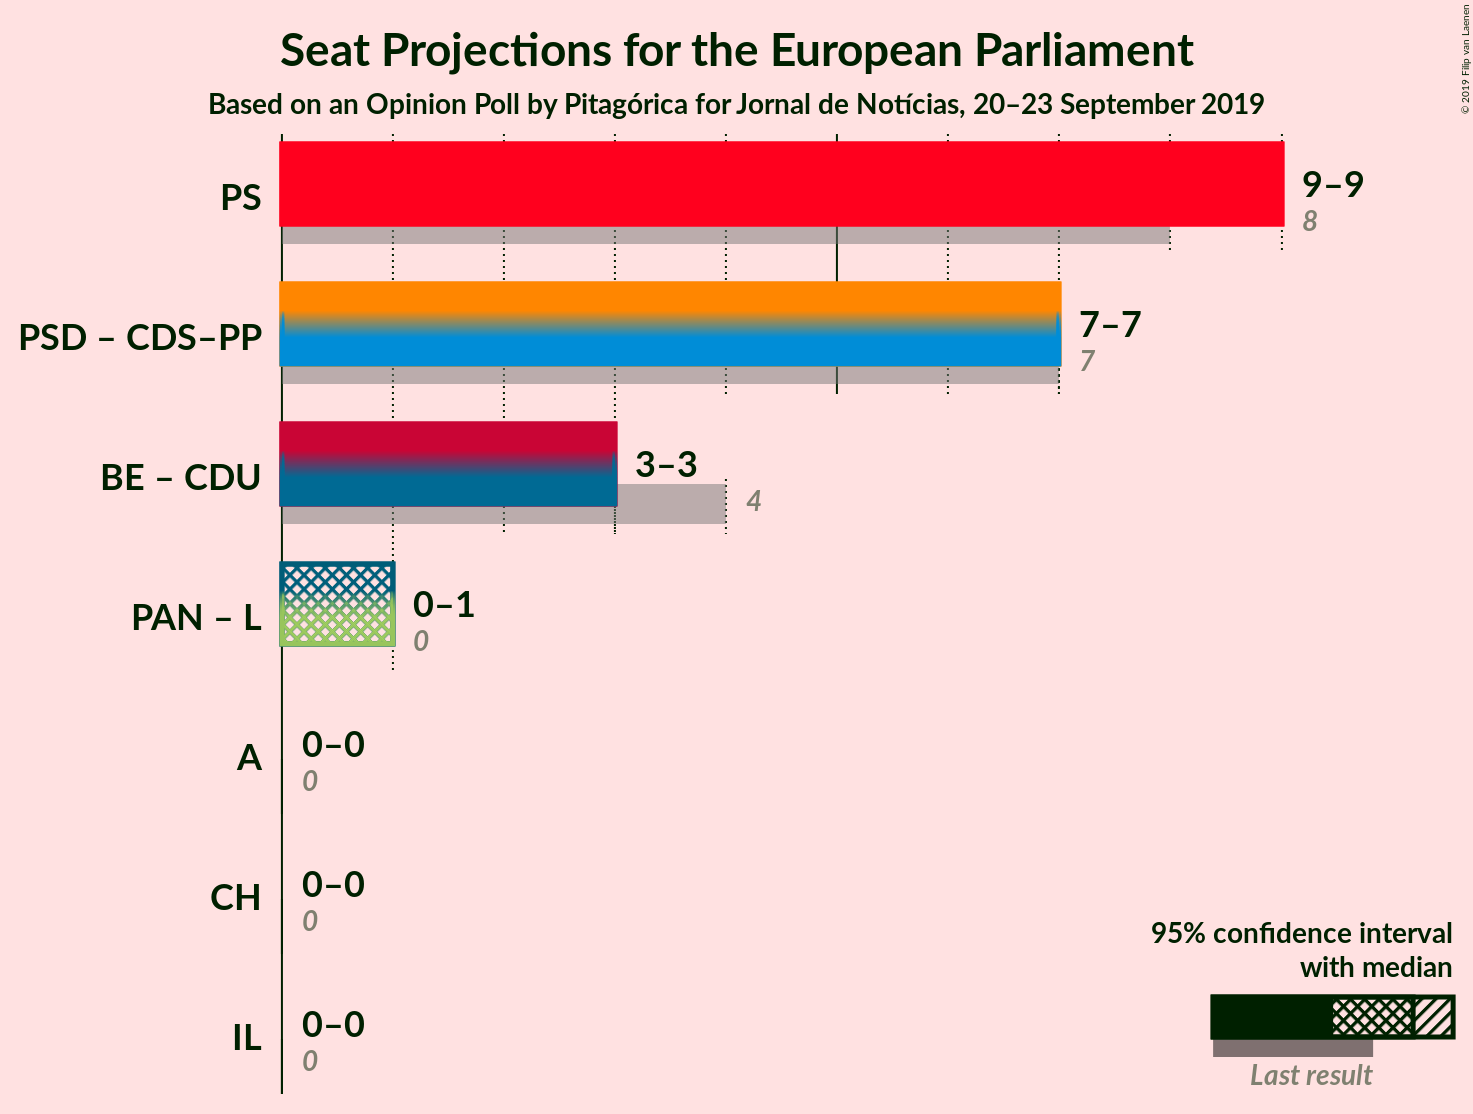 Seat Projections for the European Parliament
Based on an Opinion Poll by Pitagórica for Jornal de Notícias, 20–23 September 2019
© 2019 Filip van Laenen
PS
9–9
8
PSD – CDS–PP
7–7
7
BE – CDU
3–3
4
PAN – L
0–1
0
A
0–0
0
CH
0–0
0
IL
0–0
0
95% confidence interval
with median
Last result